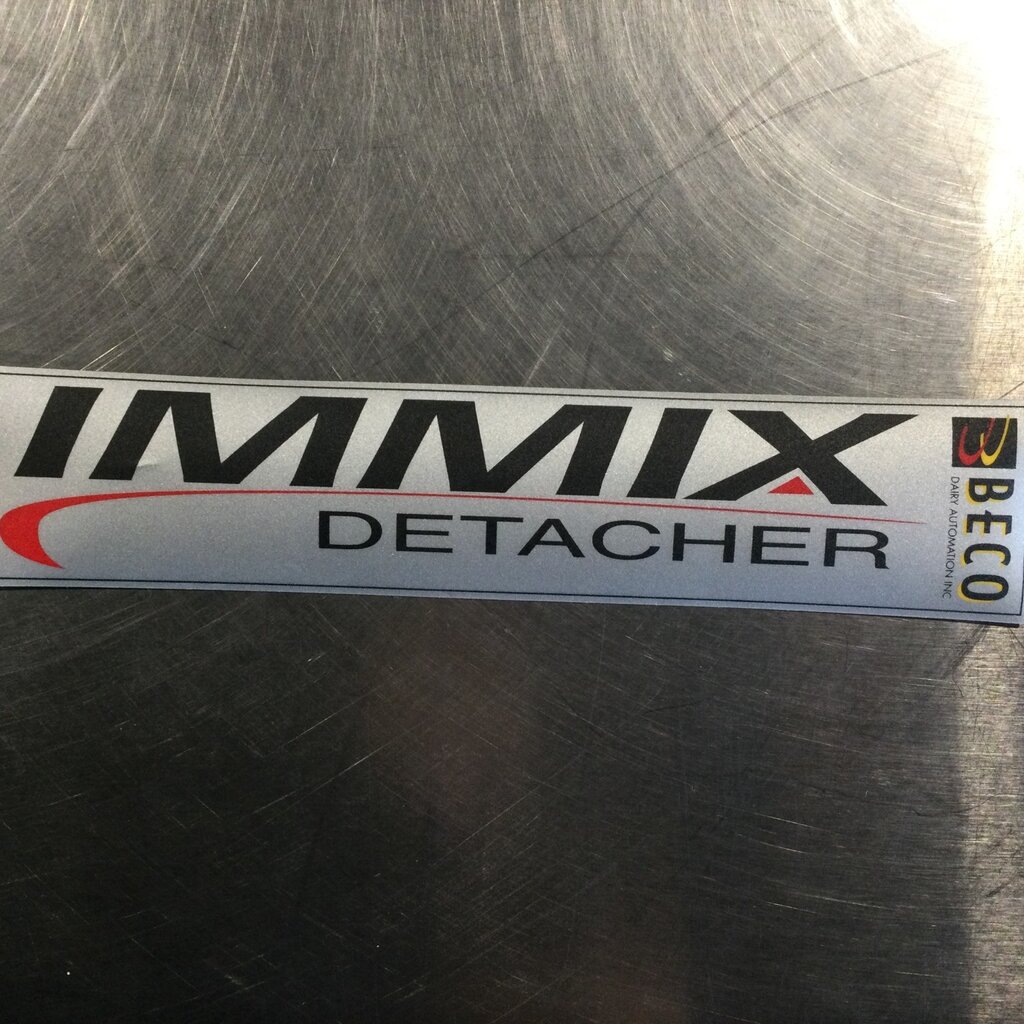 IMMIX
DETACHER
BECO
DAIRY AUTOMATION INC